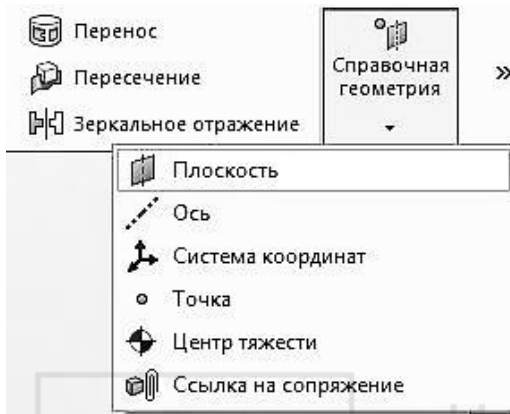 Перенос
Пересечение
Зеркальное отражение
Справочная
геометрия
»
Плоскость
Ось
Система координат
Точка
Центр тяжести
Ссылка на сопряжение